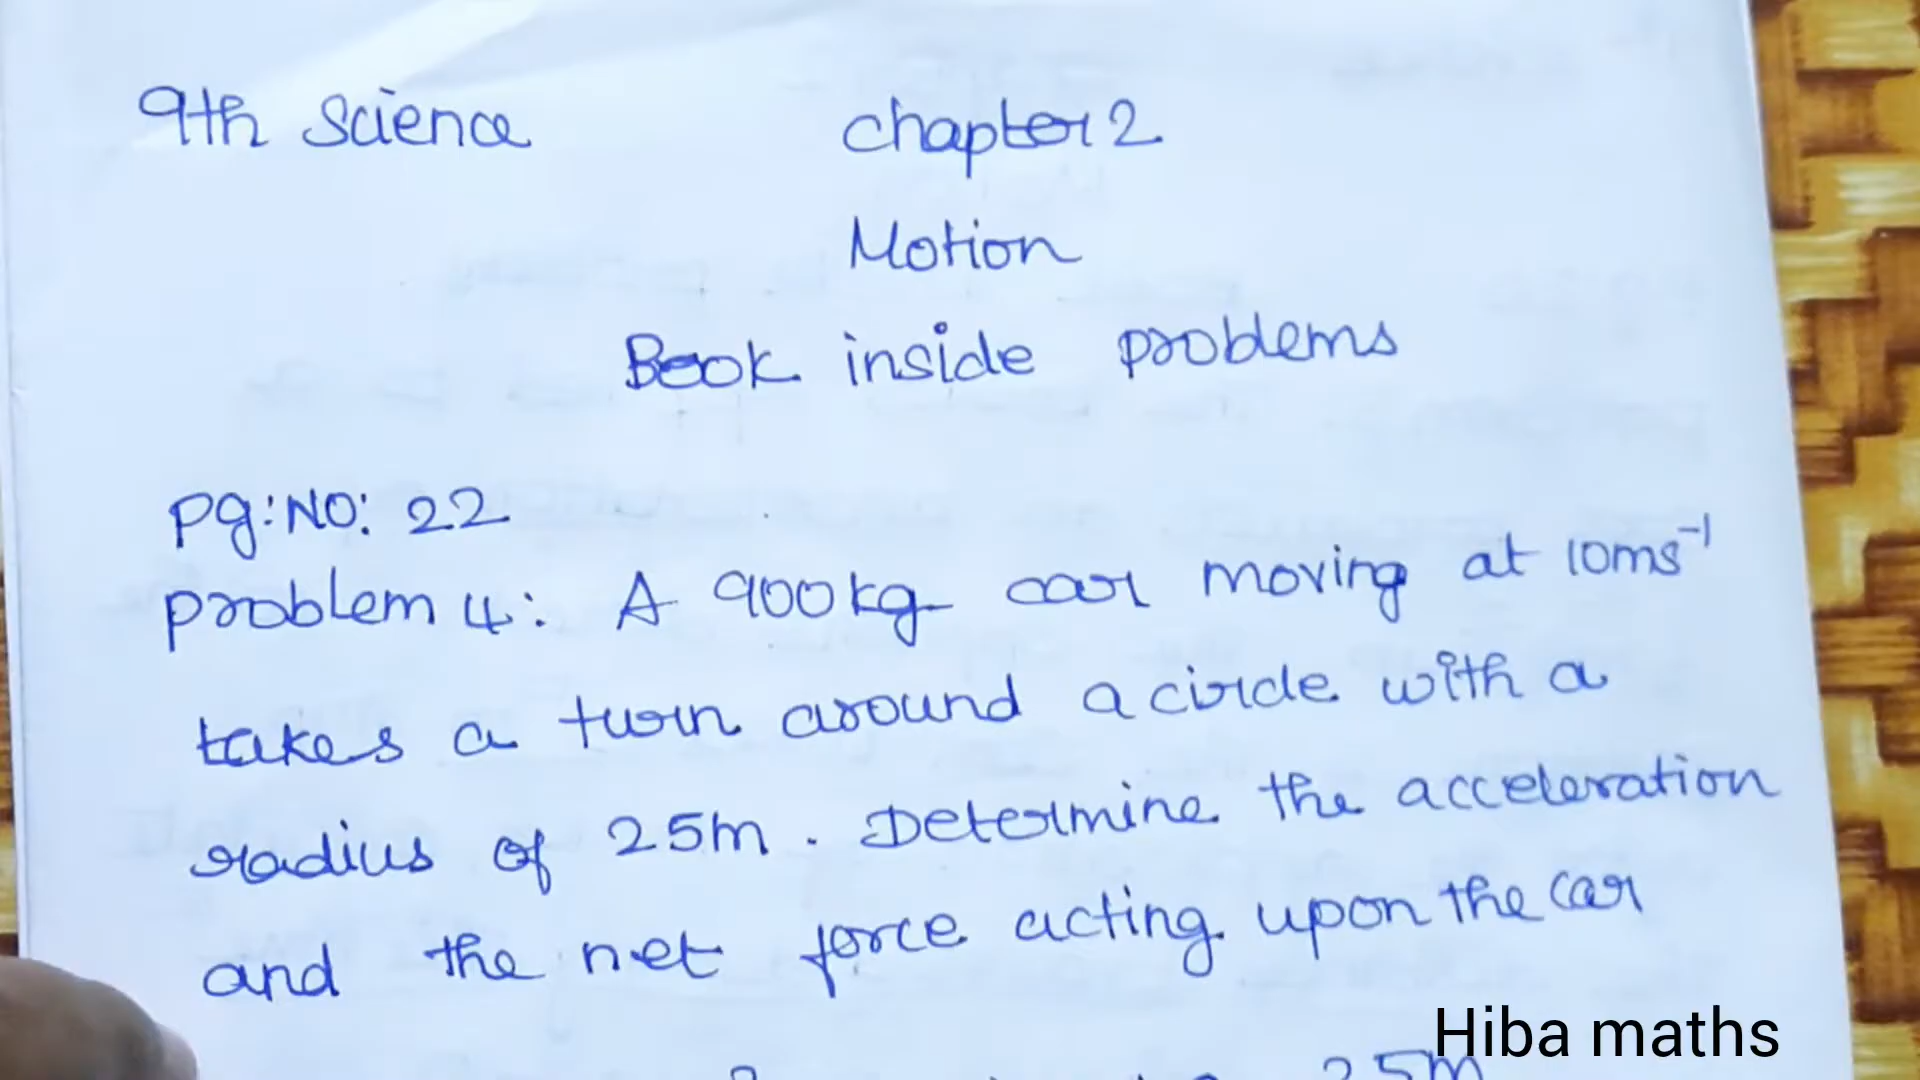 9th Science chapter 2
Motion
Book inside problems
Pg: NO: 22
problem 4: A 900kg car moving at 10ms⁻¹
takes a turn around a circle with a
radius of 25m. Determine the acceleration
and the net force acting upon the car
25m
Hiba maths